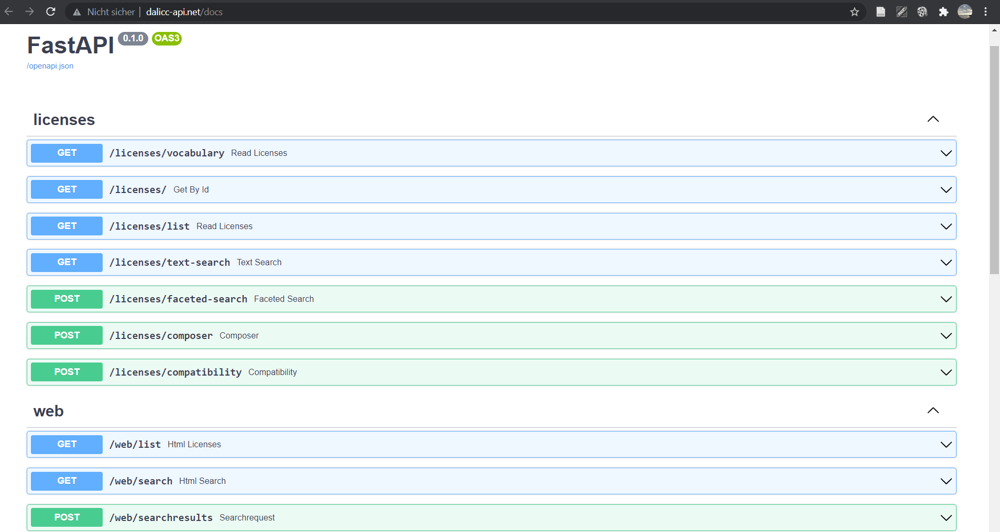 Nicht sicher | dalicc-api.net/docs
FastAPI 0.1.0 OAS3
/openapi.json
licenses
GET /licenses/vocabulary Read Licenses
GET /licenses/ Get By Id
GET /licenses/list Read Licenses
GET /licenses/text-search Text Search
POST /licenses/faceted-search Faceted Search
POST /licenses/composer Composer
POST /licenses/compatibility Compatibility
web
GET /web/list Html Licenses
GET /web/search Html Search
POST /web/searchresults Searchrequest